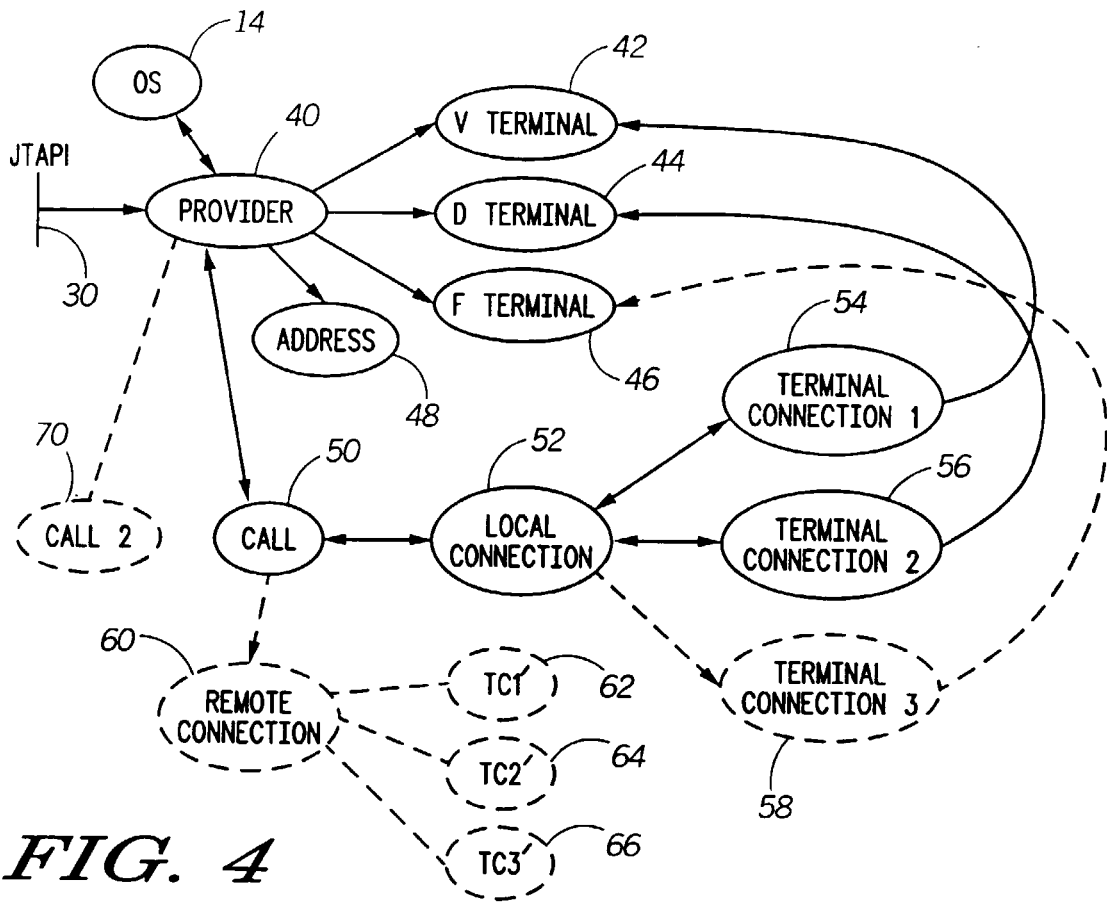 14
OS
42
V TERMINAL
40
JTAPI
44
PROVIDER
D TERMINAL
30
F TERMINAL
54
ADDRESS
46
TERMINAL
CONNECTION 1
48
70
50
52
56
CALL 2
CALL
LOCAL
CONNECTION
TERMINAL
CONNECTION 2
60
REMOTE
CONNECTION
TC1′
62
TERMINAL
CONNECTION 3
TC2′
64
58
TC3′
66
FIG. 4